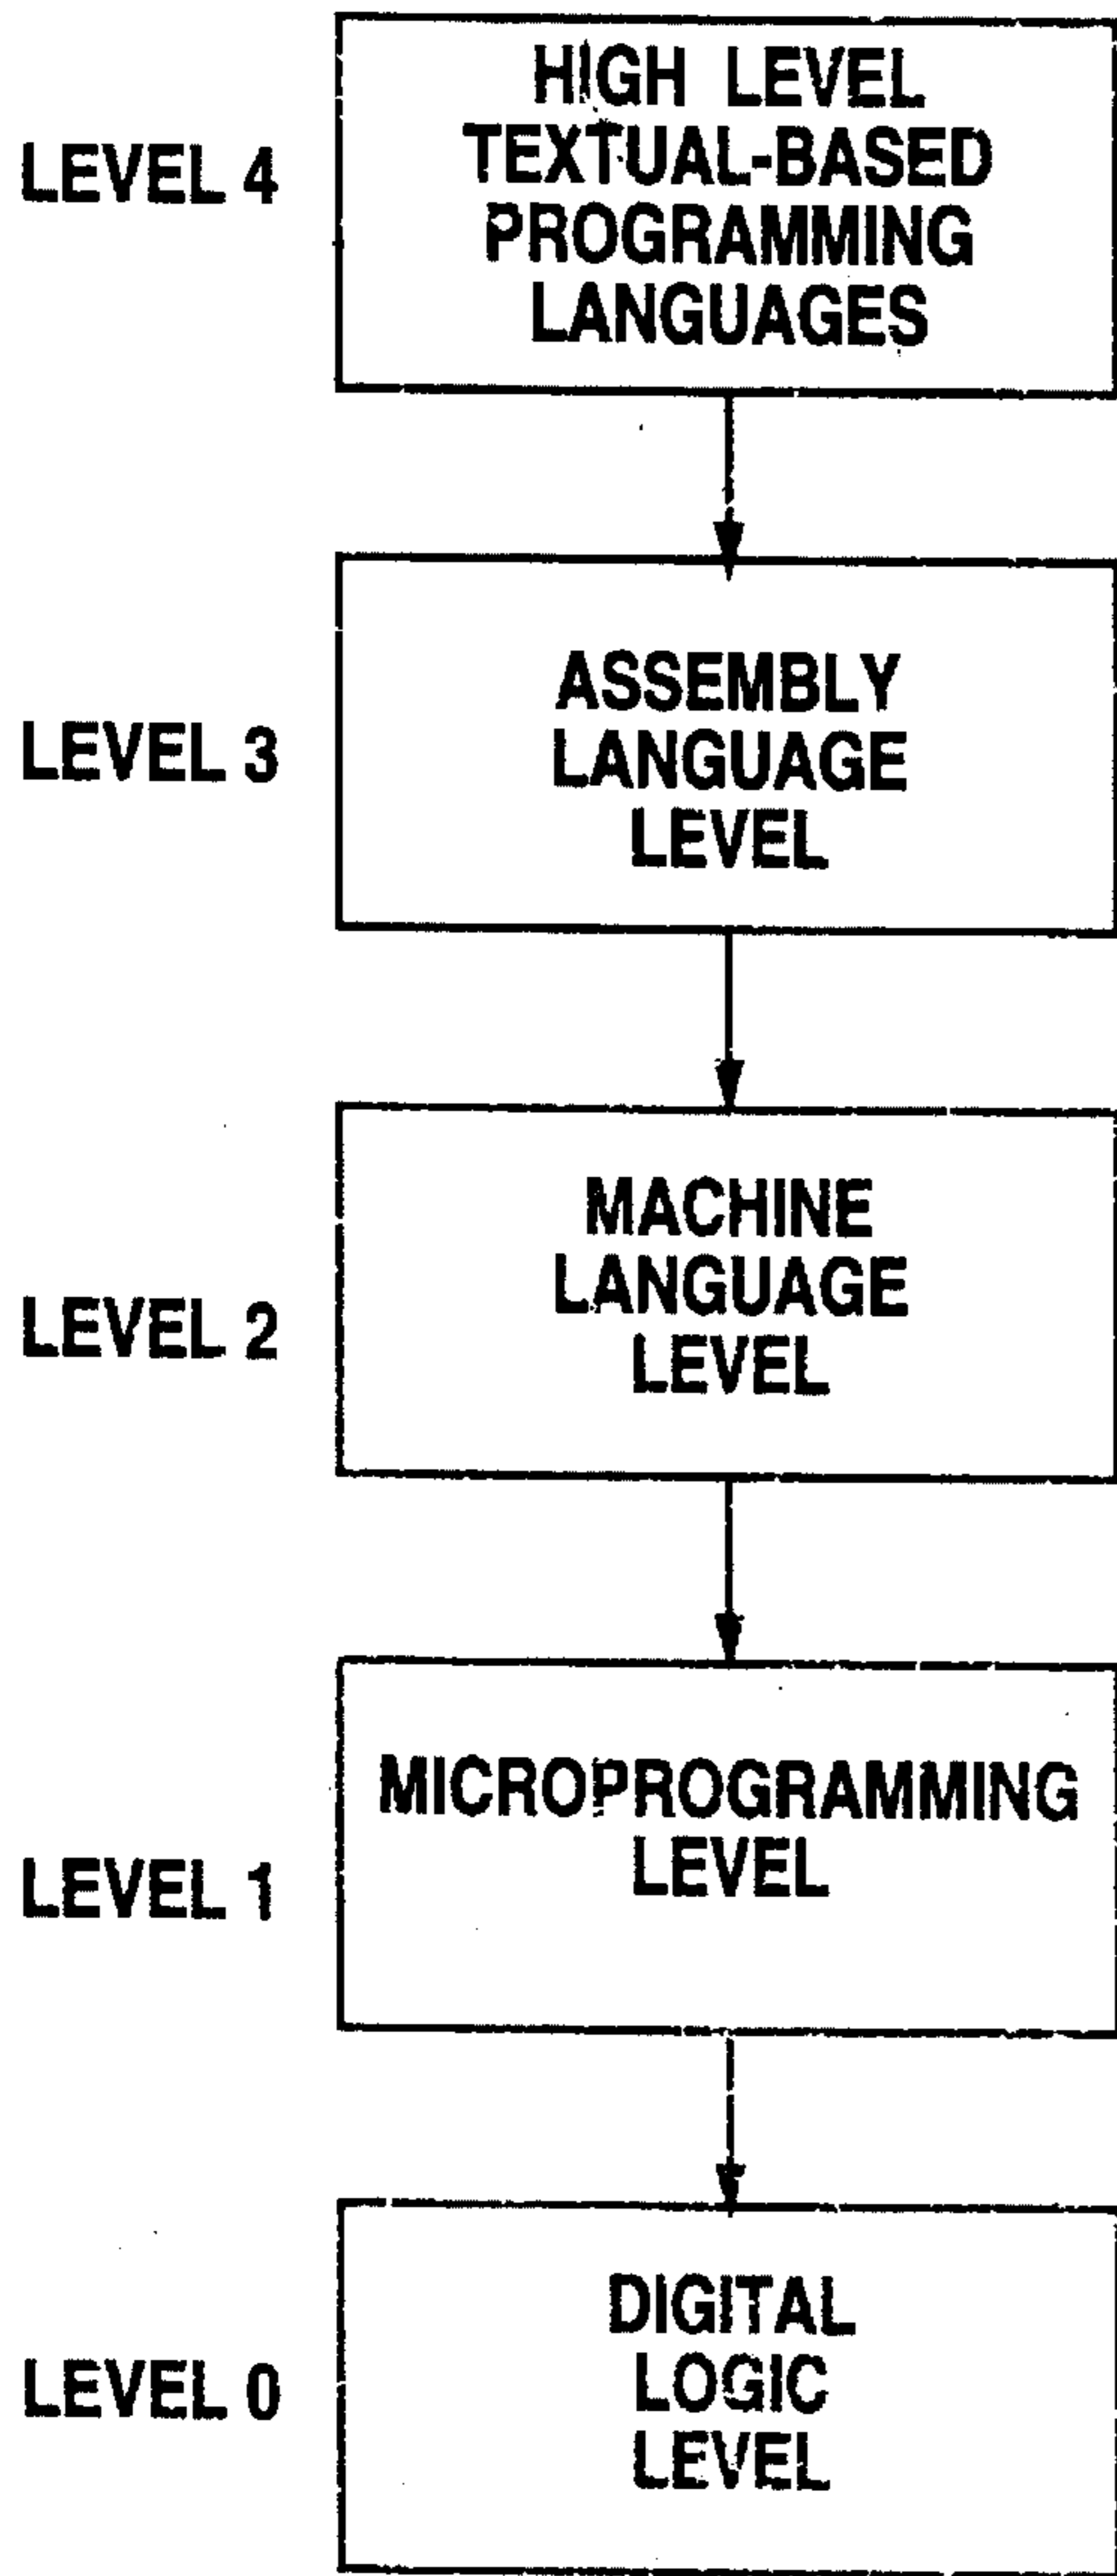 LEVEL 4
HIGH LEVEL
TEXTUAL-BASED
PROGRAMMING
LANGUAGES
LEVEL 3
ASSEMBLY
LANGUAGE
LEVEL
LEVEL 2
MACHINE
LANGUAGE
LEVEL
LEVEL 1
MICROPROGRAMMING
LEVEL
LEVEL 0
DIGITAL
LOGIC
LEVEL